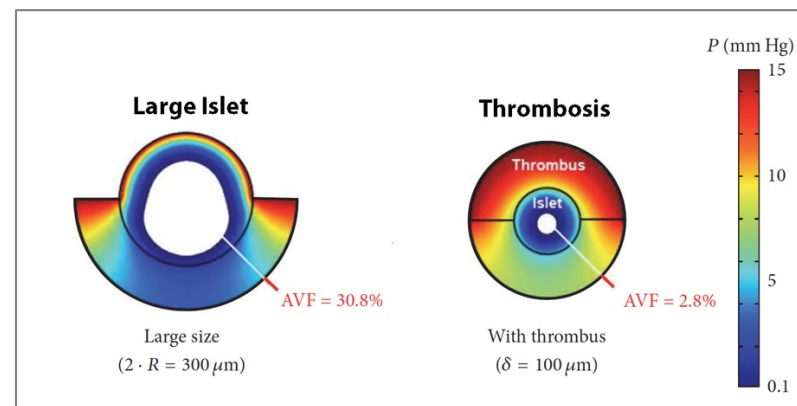 P (mm Hg)
15
10
5
0.1
Large Islet
AVF = 30.8%
Large size
(2 · R = 300 μm)
Thrombosis
Thrombus
Islet
AVF = 2.8%
With thrombus
(δ = 100 μm)